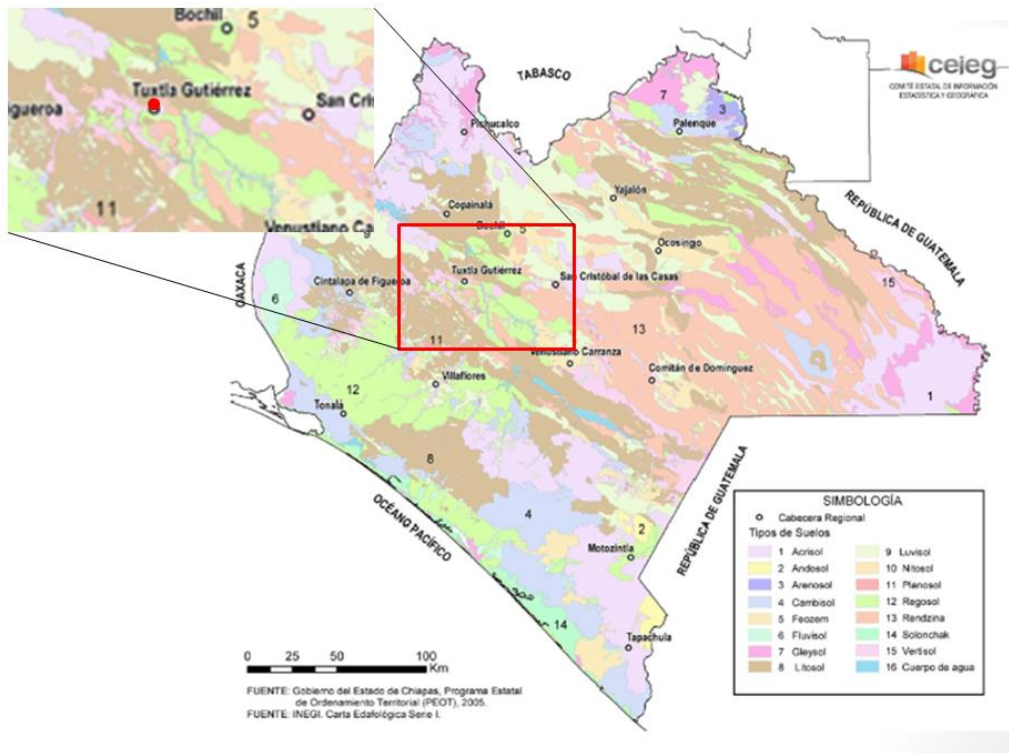 Bochil
5
Tuxtla Gutiérrez
igueroa
San Cris
11
Venustiano Ca
celeg
COMITÉ ESTATAL DE INFORMACIÓN
ESTADÍSTICA Y GEOGRÁFICA
TABASCO
7
3
Pichucalco
Palenque
Yajalón
REPÚBLICA DE GUATEMALA
Copainalá
Bochil
5
Ocosingo
OAXACA
6
Cintalapa de Figueroa
Tuxtla Gutiérrez
San Cristóbal de las Casas
15
13
11
Venustiano Carranza
Comitán de Domínguez
Villaflores
12
1
Tonalá
8
OCÉANO PACÍFICO
4
2
Motozintla
REPÚBLICA DE GUATEMALA
14
Tapachula
SIMBOLOGÍA
Cabecera Regional
Tipos de Suelos
1 Acrisol
2 Andosol
3 Arenosol
4 Cambisol
5 Feozem
6 Fluvisol
7 Gleysol
8 Litosol
9 Luvisol
10 Nitosol
11 Planosol
12 Regosol
13 Rendzina
14 Solonchak
15 Vertisol
16 Cuerpo de agua
0 25 50 100
Km
FUENTE: Gobierno del Estado de Chiapas, Programa Estatal
de Ordenamiento Territorial (PEOT), 2005.
FUENTE: INEGI. Carta Edafológica Serie I.